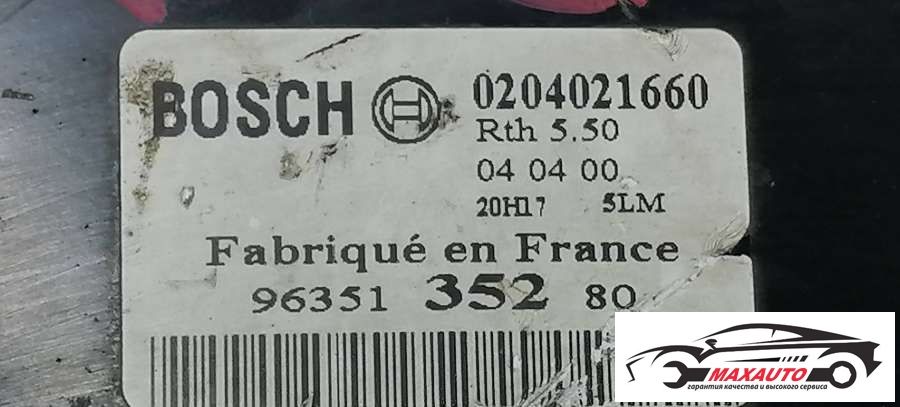 BOSCH 0204021660
Rth 5.50
04 04 00
20H17 5LM
Fabriqué en France
96351 352 80
MAXAUTO
гарантия качества и высокого сервиса